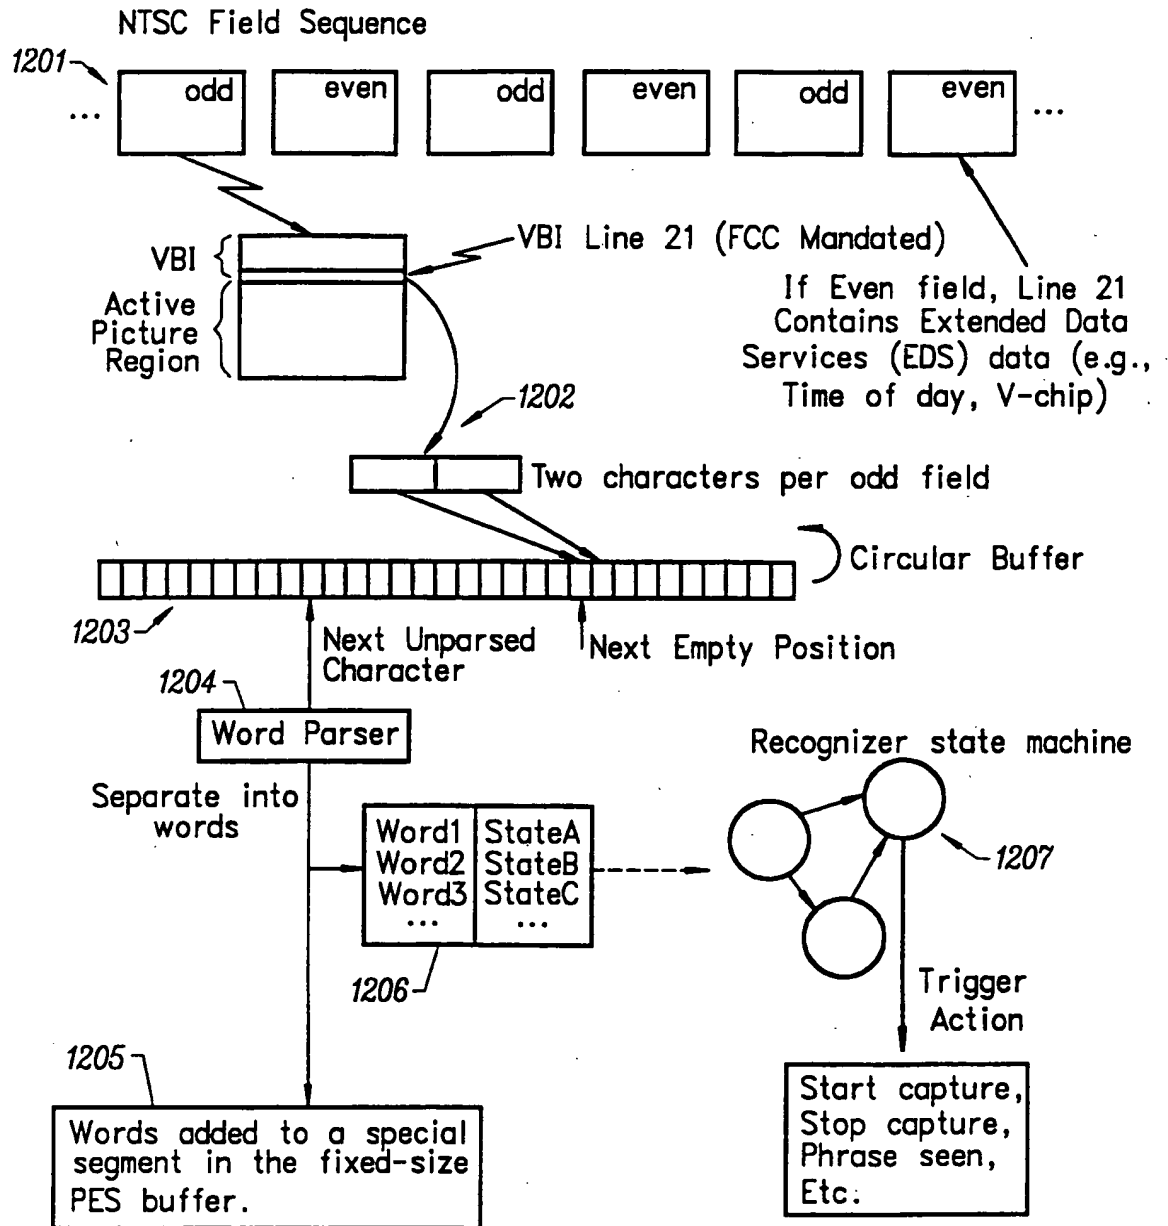 NTSC Field Sequence
1201
... odd even odd even odd even ...
VBI
VBI Line 21 (FCC Mandated)
Active
Picture
Region
If Even field, Line 21
Contains Extended Data
Services (EDS) data (e.g.,
Time of day, V-chip)
1202
Two characters per odd field
Circular Buffer
1203
Next Unparsed
Character
Next Empty Position
1204
Word Parser
Separate into
words
Recognizer state machine
Word1 StateA
Word2 StateB
Word3 StateC
... ...
1206
1207
Trigger
Action
1205
Words added to a special
segment in the fixed-size
PES buffer.
Start capture,
Stop capture,
Phrase seen,
Etc.